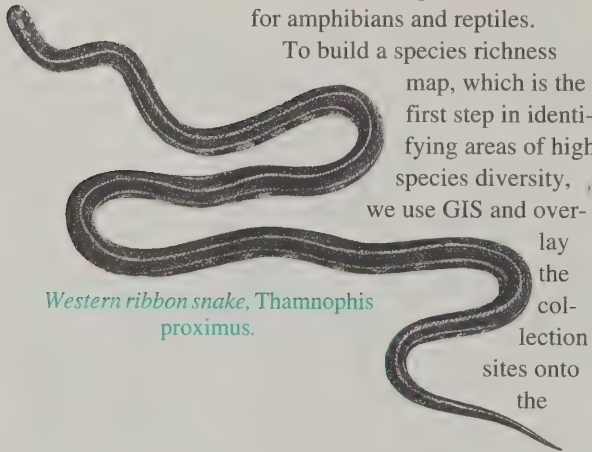 for amphibians and reptiles.
To build a species richness
map, which is the
first step in identi-
fying areas of high
species diversity,
we use GIS and over-
lay
the
col-
lection
sites onto
the
Western ribbon snake, Thamnophis
proximus.